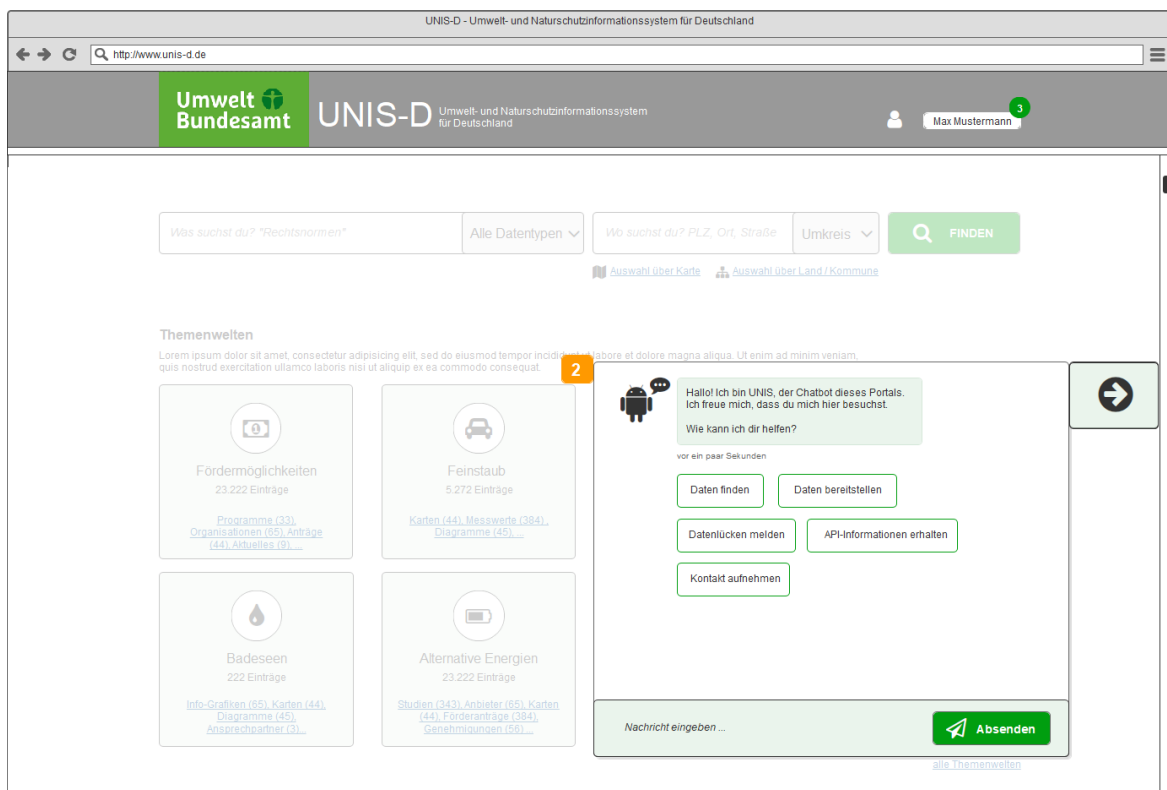 UNIS-D - Umwelt- und Naturschutzinformationssystem für Deutschland
http://www.unis-d.de
Umwelt
Bundesamt
UNIS-D
Umwelt- und Naturschutzinformationssystem
für Deutschland
3
Max Mustermann
Was suchst du? "Rechtsnormen"
Alle Datentypen
Wo suchst du? PLZ, Ort, Straße
Umkreis
FINDEN
Auswahl über Karte
Auswahl über Land / Kommune
Themenwelten
Lorem ipsum dolor sit amet, consectetur adipisicing elit, sed do eiusmod tempor incididunt ut labore et dolore magna aliqua. Ut enim ad minim veniam,
quis nostrud exercitation ullamco laboris nisi ut aliquip ex ea commodo consequat.
2
Fördermöglichkeiten
23.222 Einträge
Programme (33),
Organisationen (65), Anträge
(44), Aktuelles (9), ...
Feinstaub
5.272 Einträge
Karten (44), Messwerte (384) ,
Diagramme (45), ...
Badeseen
222 Einträge
Info-Grafiken (65), Karten (44),
Diagramme (45),
Ansprechpartner (3)...
Alternative Energien
23.222 Einträge
Studien (343), Anbieter (65), Karten
(44), Förderanträge (384),
Genehmigungen (56) ...
Hallo! Ich bin UNIS, der Chatbot dieses Portals.
Ich freue mich, dass du mich hier besuchst.
Wie kann ich dir helfen?
vor ein paar Sekunden
Daten finden
Daten bereitstellen
Datenlücken melden
API-Informationen erhalten
Kontakt aufnehmen
Nachricht eingeben ...
Absenden
alle Themenwelten